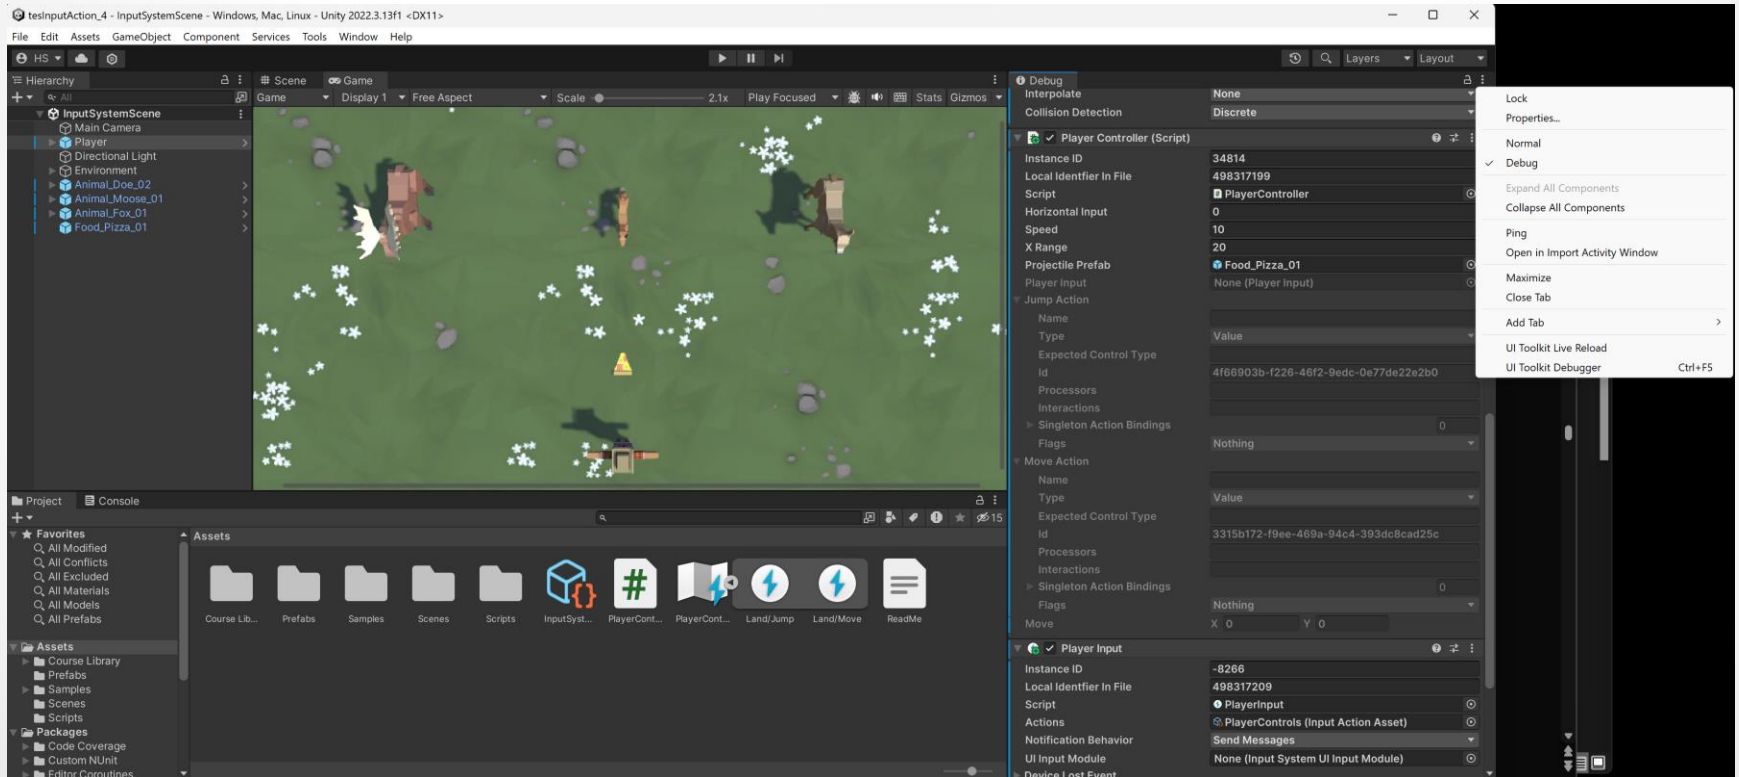 tesInputAction_4 - InputSystemScene - Windows, Mac, Linux - Unity 2022.3.13f1 <DX11>
File Edit Assets GameObject Component Services Tools Window Help
HS Layers Layout
Hierarchy
All
InputSystemScene
Main Camera
Player
Directional Light
Environment
Animal_Doe_02
Animal_Moose_01
Animal_Fox_01
Food_Pizza_01
Scene Game
Game Display 1 Free Aspect Scale 2.1x Play Focused Stats Gizmos
Debug
Interpolate None
Collision Detection Discrete
Player Controller (Script)
Instance ID 34814
Local Identfier In File 498317199
Script PlayerController
Horizontal Input 0
Speed 10
X Range 20
Projectile Prefab Food_Pizza_01
Player Input None (Player Input)
Jump Action
Name
Type Value
Expected Control Type
Id 4f66903b-f226-46f2-9edc-0e77de22e2b0
Processors
Interactions
Singleton Action Bindings 0
Flags Nothing
Move Action
Name
Type Value
Expected Control Type
Id 3315b172-f9ee-469a-94c4-393dc8cad25c
Processors
Interactions
Singleton Action Bindings 0
Flags Nothing
Move X 0 Y 0
Player Input
Instance ID -8266
Local Identfier In File 498317209
Script PlayerInput
Actions PlayerControls (Input Action Asset)
Notification Behavior Send Messages
UI Input Module None (Input System UI Input Module)
Device Lost Event
Lock
Properties...
Normal
Debug
Expand All Components
Collapse All Components
Ping
Open in Import Activity Window
Maximize
Close Tab
Add Tab
UI Toolkit Live Reload
UI Toolkit Debugger Ctrl+F5
Project Console
15
Favorites
All Modified
All Conflicts
All Excluded
All Materials
All Models
All Prefabs
Assets
Course Library
Prefabs
Samples
Scenes
Scripts
Packages
Code Coverage
Custom NUnit
Editor Coroutines
Assets
Course Lib... Prefabs Samples Scenes Scripts InputSyst... PlayerCont... PlayerCont... Land/Jump Land/Move ReadMe